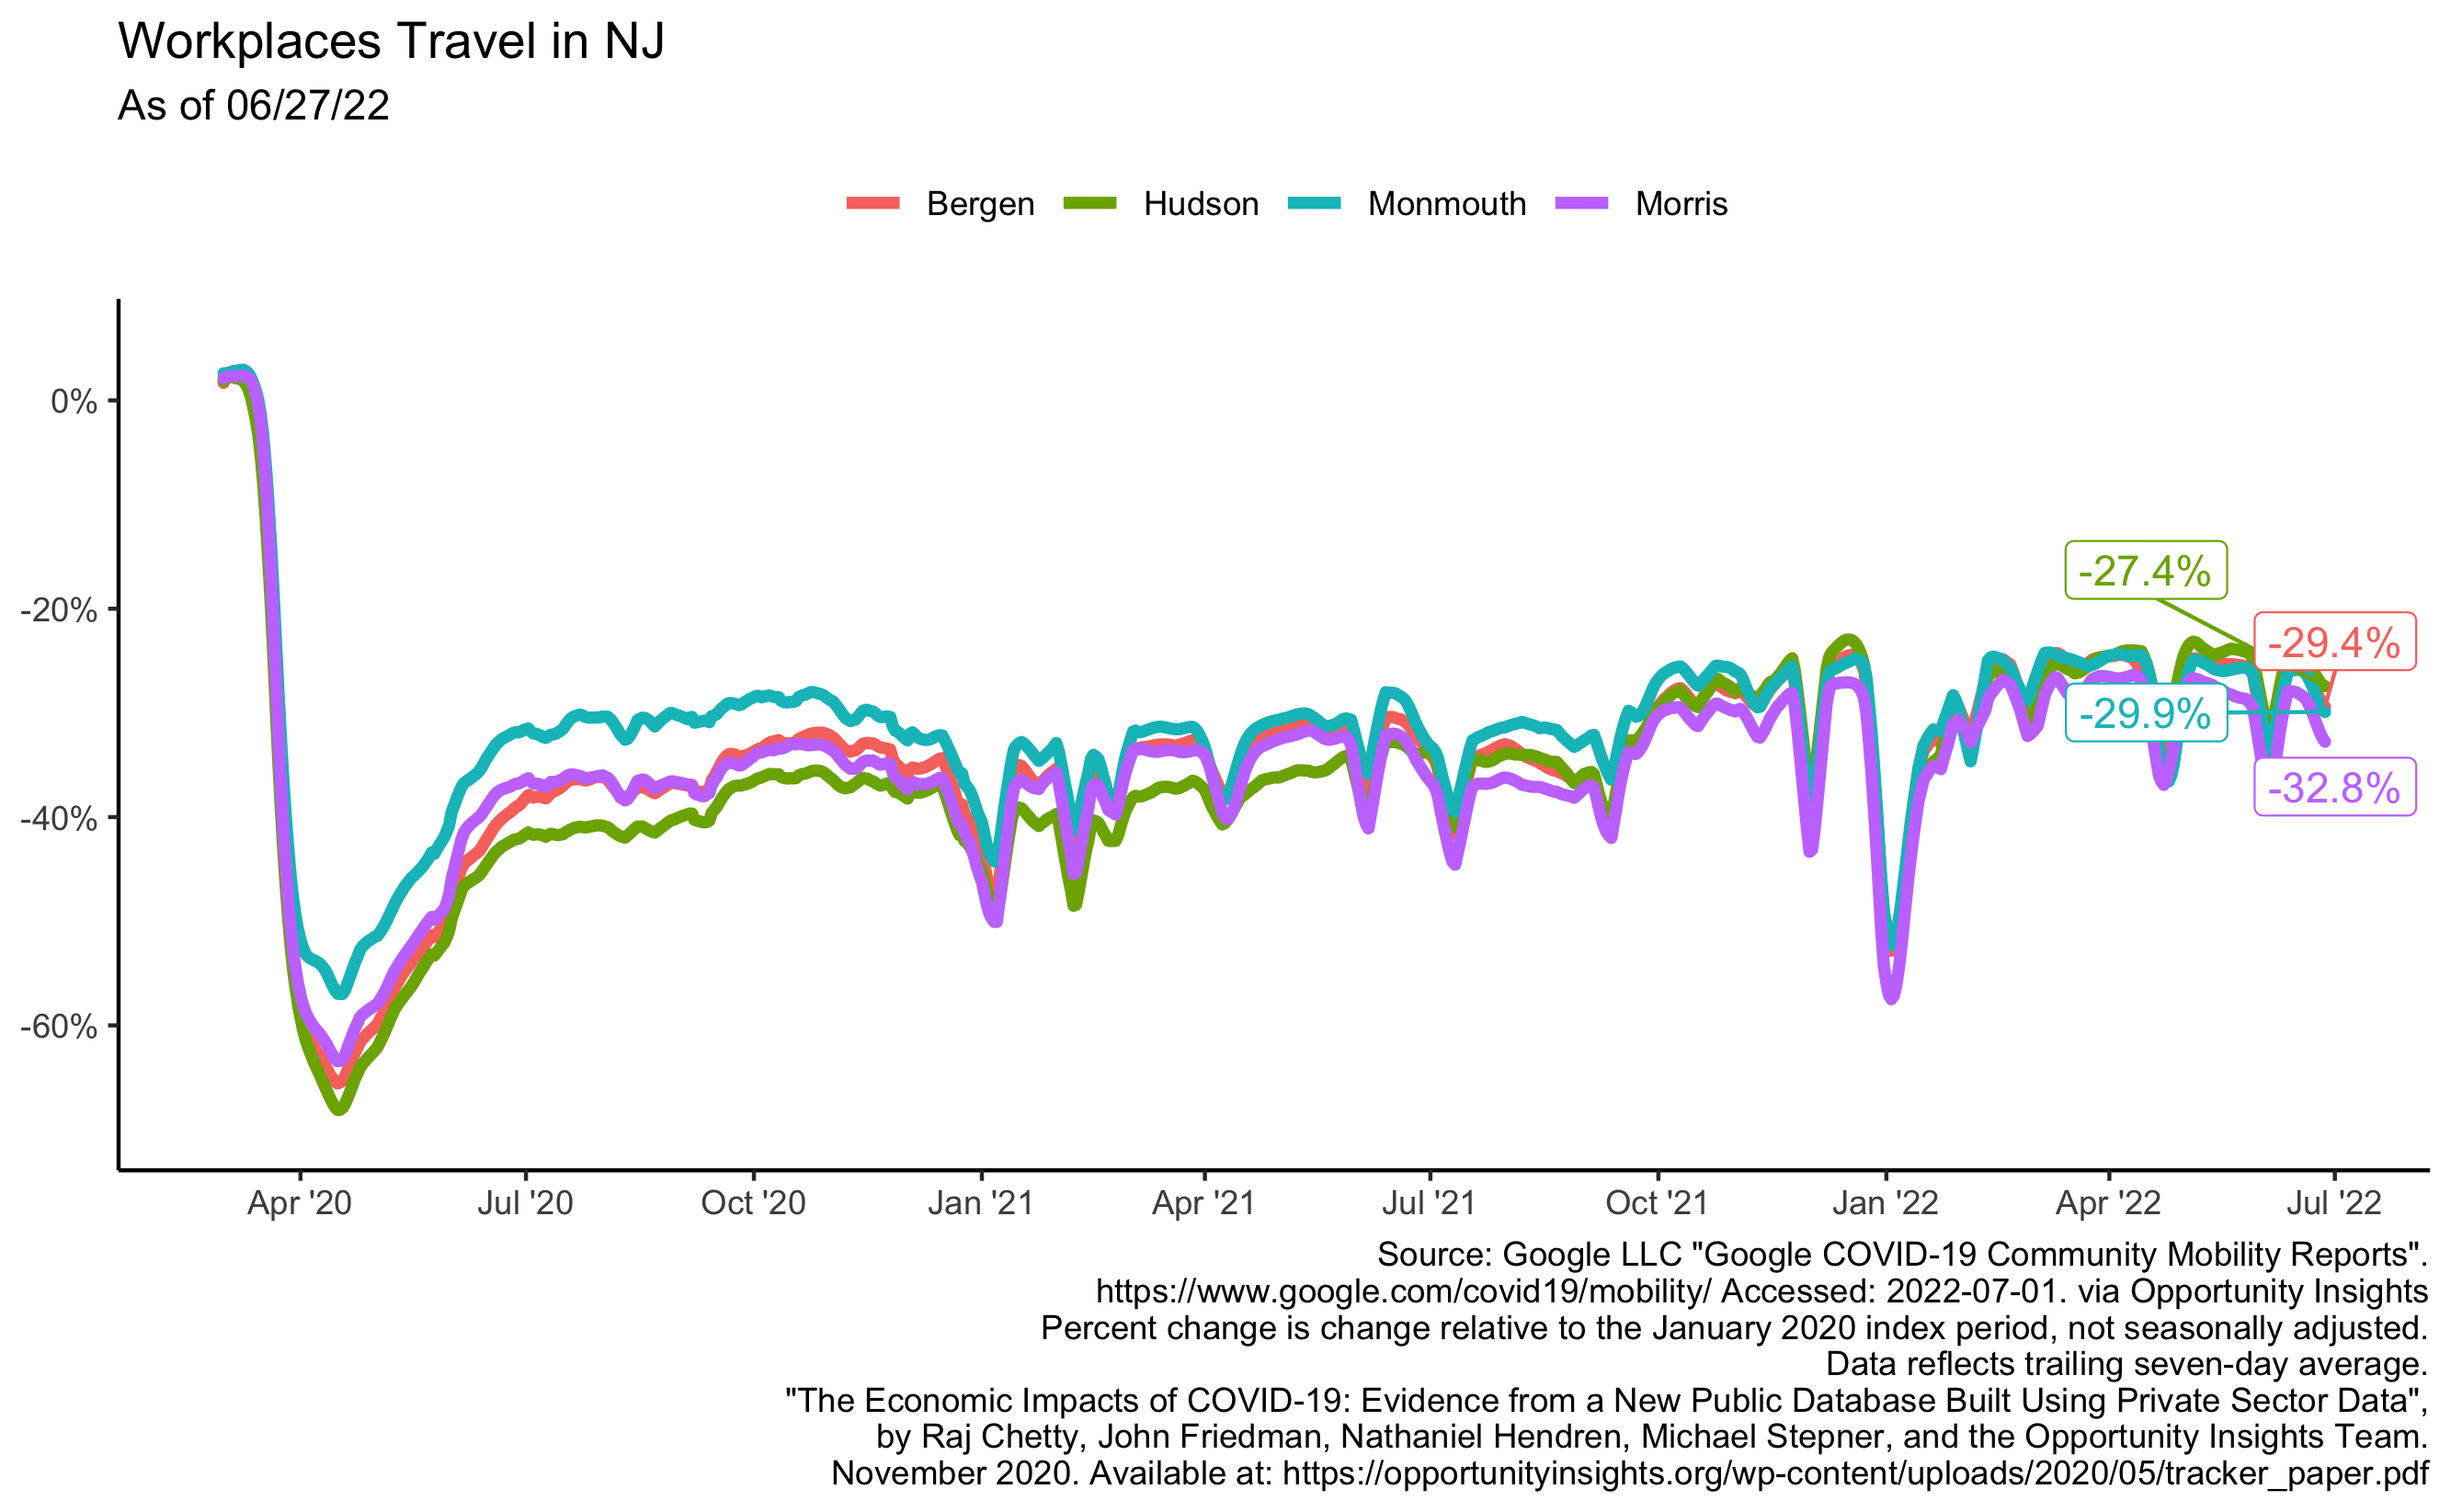 Workplaces Travel in NJ
As of 06/27/22
Bergen Hudson Monmouth Morris
0%
-20%
-40%
-60%
-27.4%
-29.4%
-29.9%
-32.8%
Apr '20 Jul '20 Oct '20 Jan '21 Apr '21 Jul '21 Oct '21 Jan '22 Apr '22 Jul '22
Source: Google LLC "Google COVID-19 Community Mobility Reports".
https://www.google.com/covid19/mobility/ Accessed: 2022-07-01. via Opportunity Insights
Percent change is change relative to the January 2020 index period, not seasonally adjusted.
Data reflects trailing seven-day average.
"The Economic Impacts of COVID-19: Evidence from a New Public Database Built Using Private Sector Data",
by Raj Chetty, John Friedman, Nathaniel Hendren, Michael Stepner, and the Opportunity Insights Team.
November 2020. Available at: https://opportunityinsights.org/wp-content/uploads/2020/05/tracker_paper.pdf